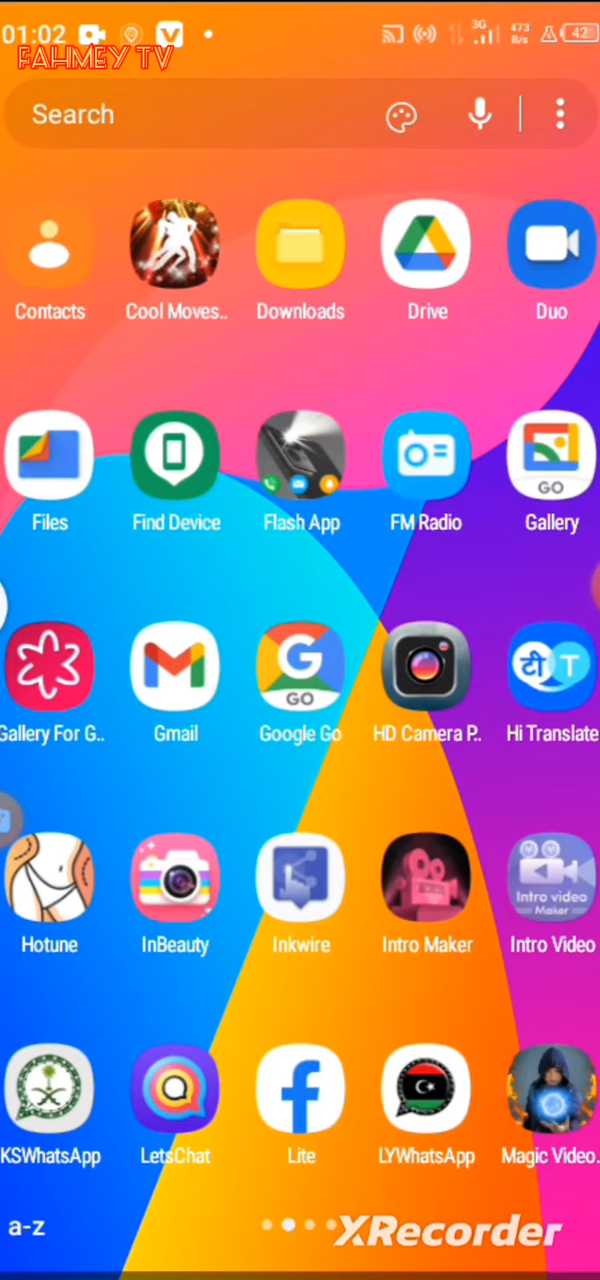 01:02 3G 473 B/s 42
FAHMEY TV
Search
Contacts Cool Moves.. Downloads Drive Duo
GO
Files Find Device Flash App FM Radio Gallery
G टी T
GO
Gallery For G.. Gmail Google Go HD Camera P.. Hi Translate
Intro video
Maker
Hotune InBeauty Inkwire Intro Maker Intro Video
KSWhatsApp LetsChat Lite LYWhatsApp Magic Video.
a-z XRecorder